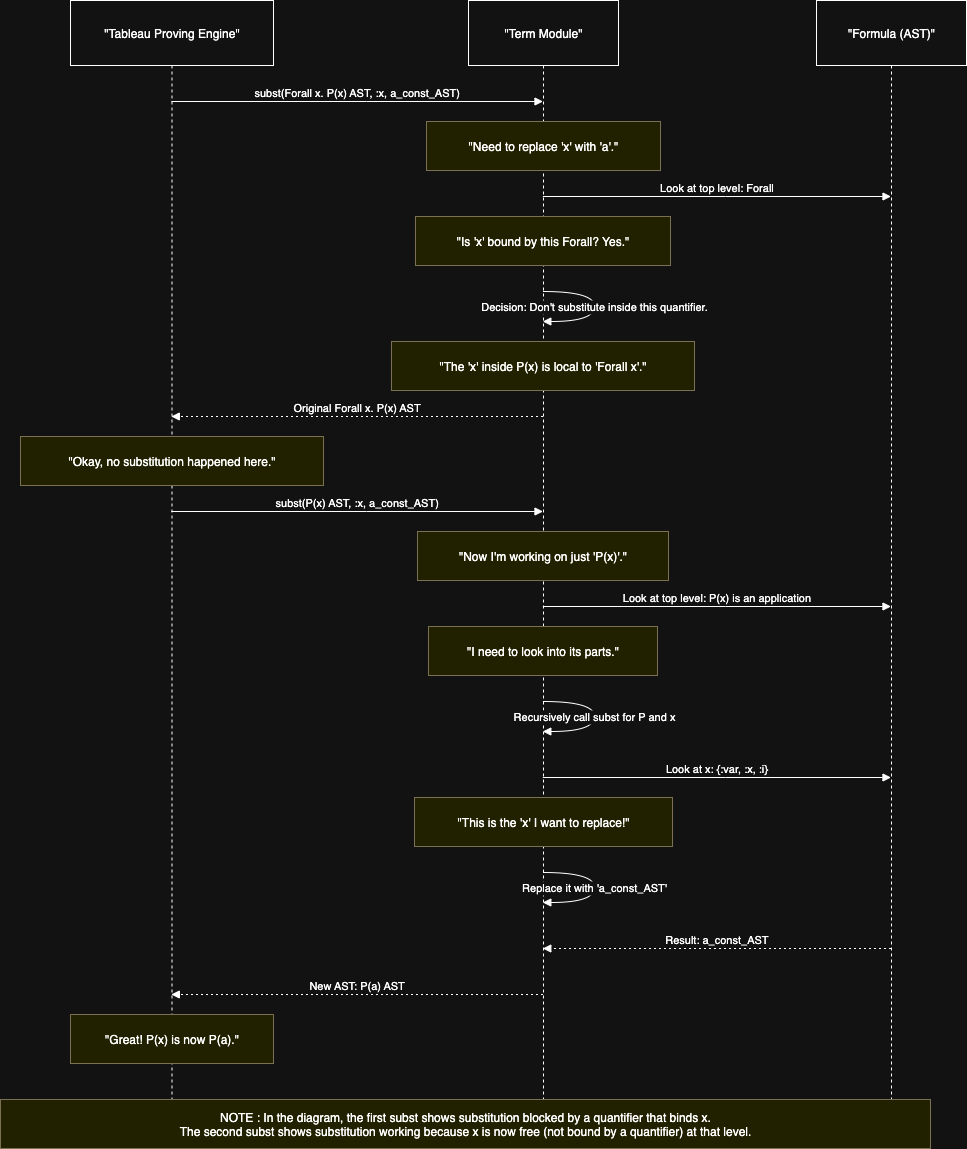 "Tableau Proving Engine"
"Term Module"
"Formula (AST)"
subst(Forall x. P(x) AST, :x, a_const_AST)
"Need to replace 'x' with 'a'."
Look at top level: Forall
"Is 'x' bound by this Forall? Yes."
Decision: Don't substitute inside this quantifier.
"The 'x' inside P(x) is local to 'Forall x'."
Original Forall x. P(x) AST
"Okay, no substitution happened here."
subst(P(x) AST, :x, a_const_AST)
"Now I'm working on just 'P(x)'."
Look at top level: P(x) is an application
"I need to look into its parts."
Recursively call subst for P and x
Look at x: {:var, :x, :i}
"This is the 'x' I want to replace!"
Replace it with 'a_const_AST'
Result: a_const_AST
New AST: P(a) AST
"Great! P(x) is now P(a)."
NOTE : In the diagram, the first subst shows substitution blocked by a quantifier that binds x.
The second subst shows substitution working because x is now free (not bound by a quantifier) at that level.